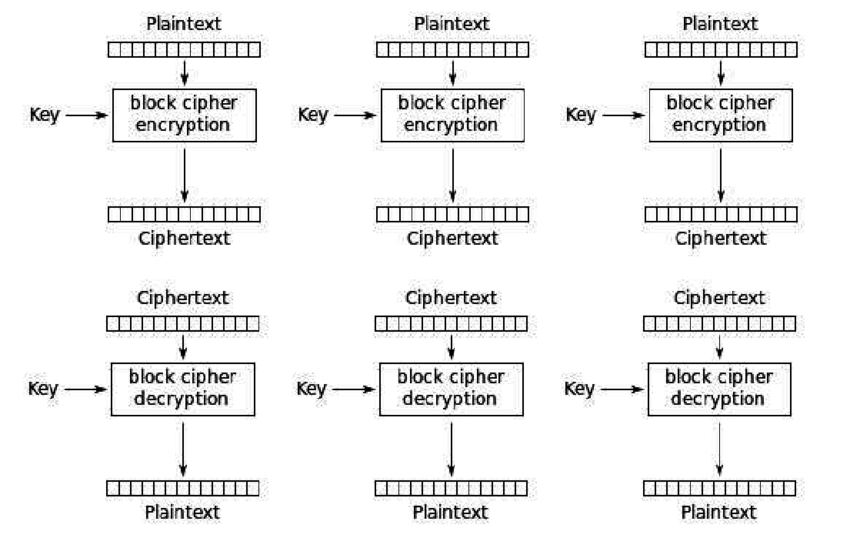 Plaintext Plaintext Plaintext
Key block cipher encryption Key block cipher encryption Key block cipher encryption
Ciphertext Ciphertext Ciphertext
Ciphertext Ciphertext Ciphertext
Key block cipher decryption Key block cipher decryption Key block cipher decryption
Plaintext Plaintext Plaintext